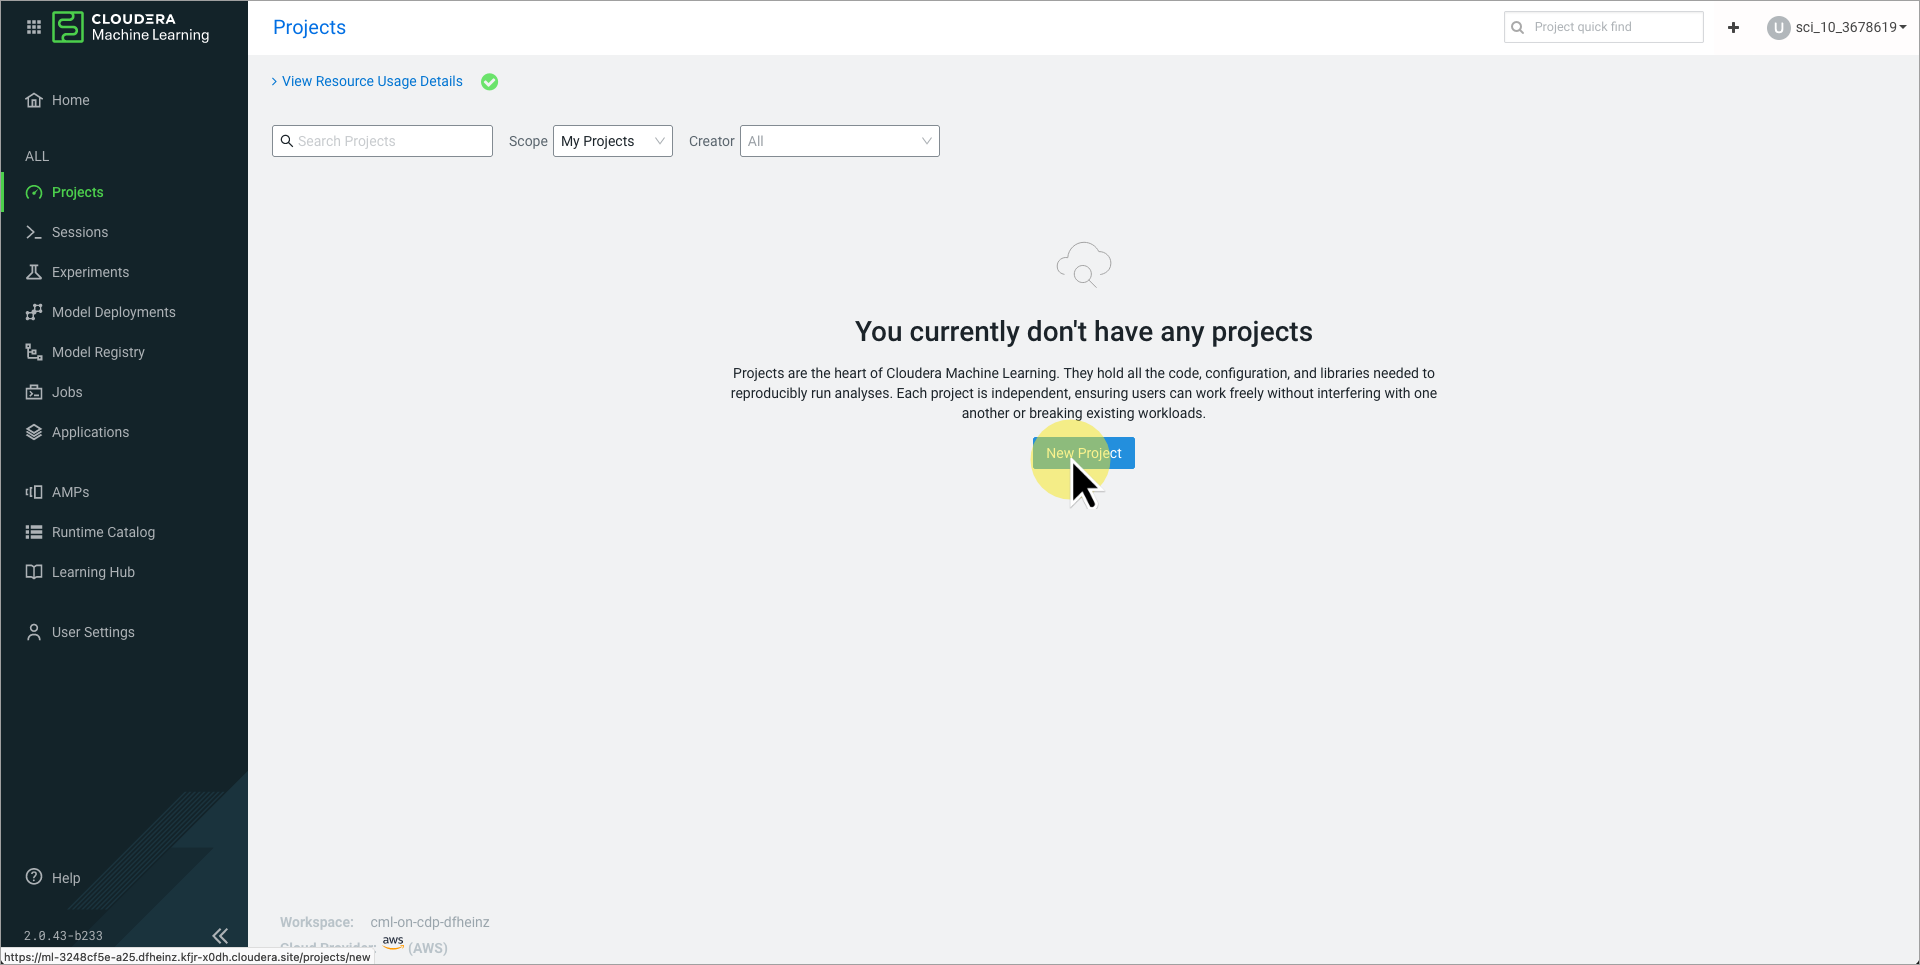 CLOUDERA
Machine Learning
Projects
Project quick find
U
sci_10_3678619
Home
View Resource Usage Details
Search Projects
Scope
My Projects
Creator
All
ALL
Projects
Sessions
Experiments
Model Deployments
Model Registry
Jobs
Applications
AMPs
Runtime Catalog
Learning Hub
User Settings
You currently don't have any projects
Projects are the heart of Cloudera Machine Learning. They hold all the code, configuration, and libraries needed to
reproducibly run analyses. Each project is independent, ensuring users can work freely without interfering with one
another or breaking existing workloads.
New Project
Help
2.0.43-b233
Workspace: cml-on-cdp-dfheinz
Cloud Provider: aws (AWS)
https://ml-3248cf5e-a25.dfheinz.kfjr-x0dh.cloudera.site/projects/new